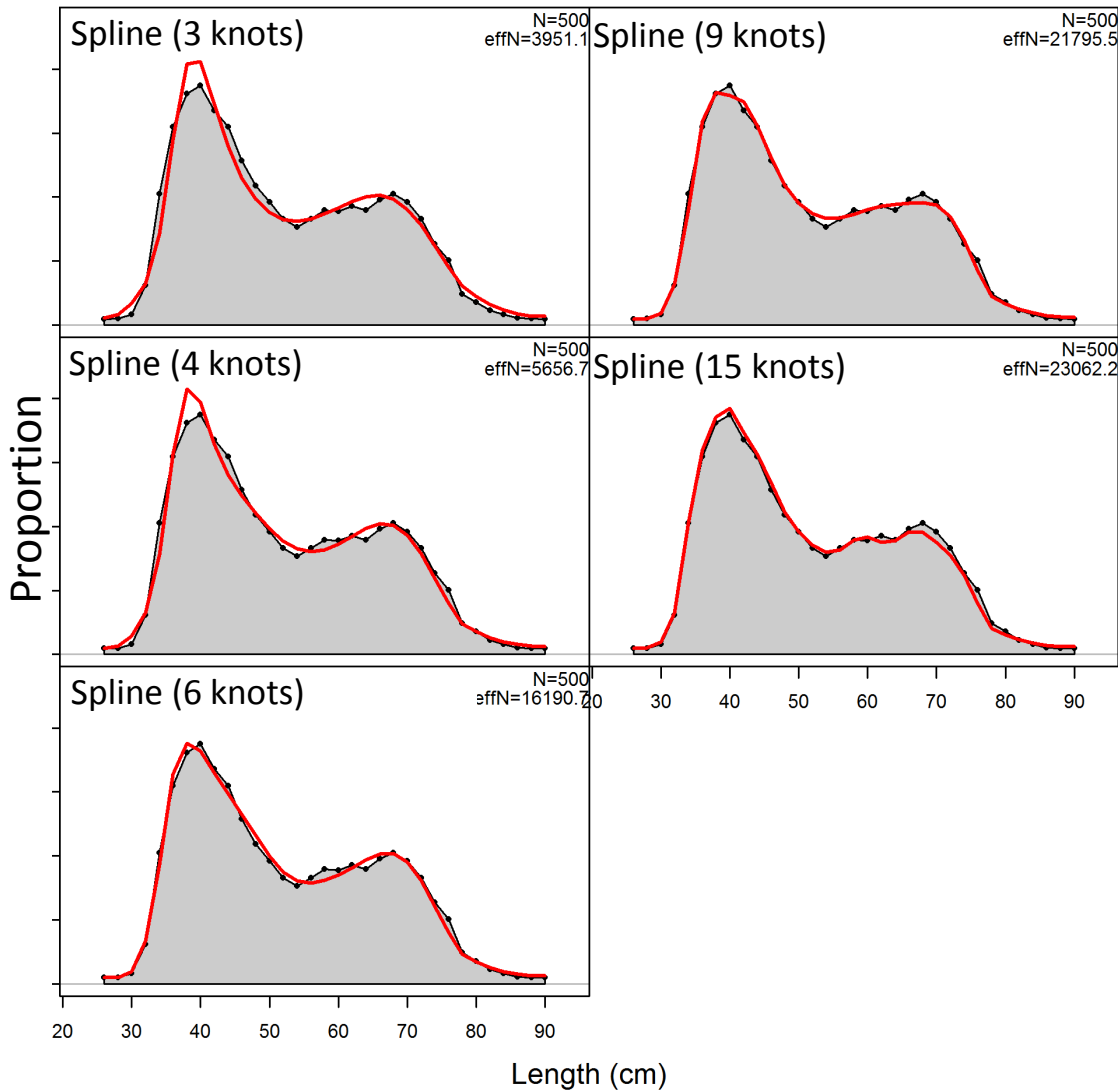 Spline (3 knots)
N=500
effN=3951.1
Spline (9 knots)
N=500
effN=21795.5
Spline (4 knots)
N=500
effN=5656.7
Spline (15 knots)
N=500
effN=23062.2
Proportion
Spline (6 knots)
N=500
effN=16190.7
20 30 40 50 60 70 80 90
20 30 40 50 60 70 80 90
Length (cm)